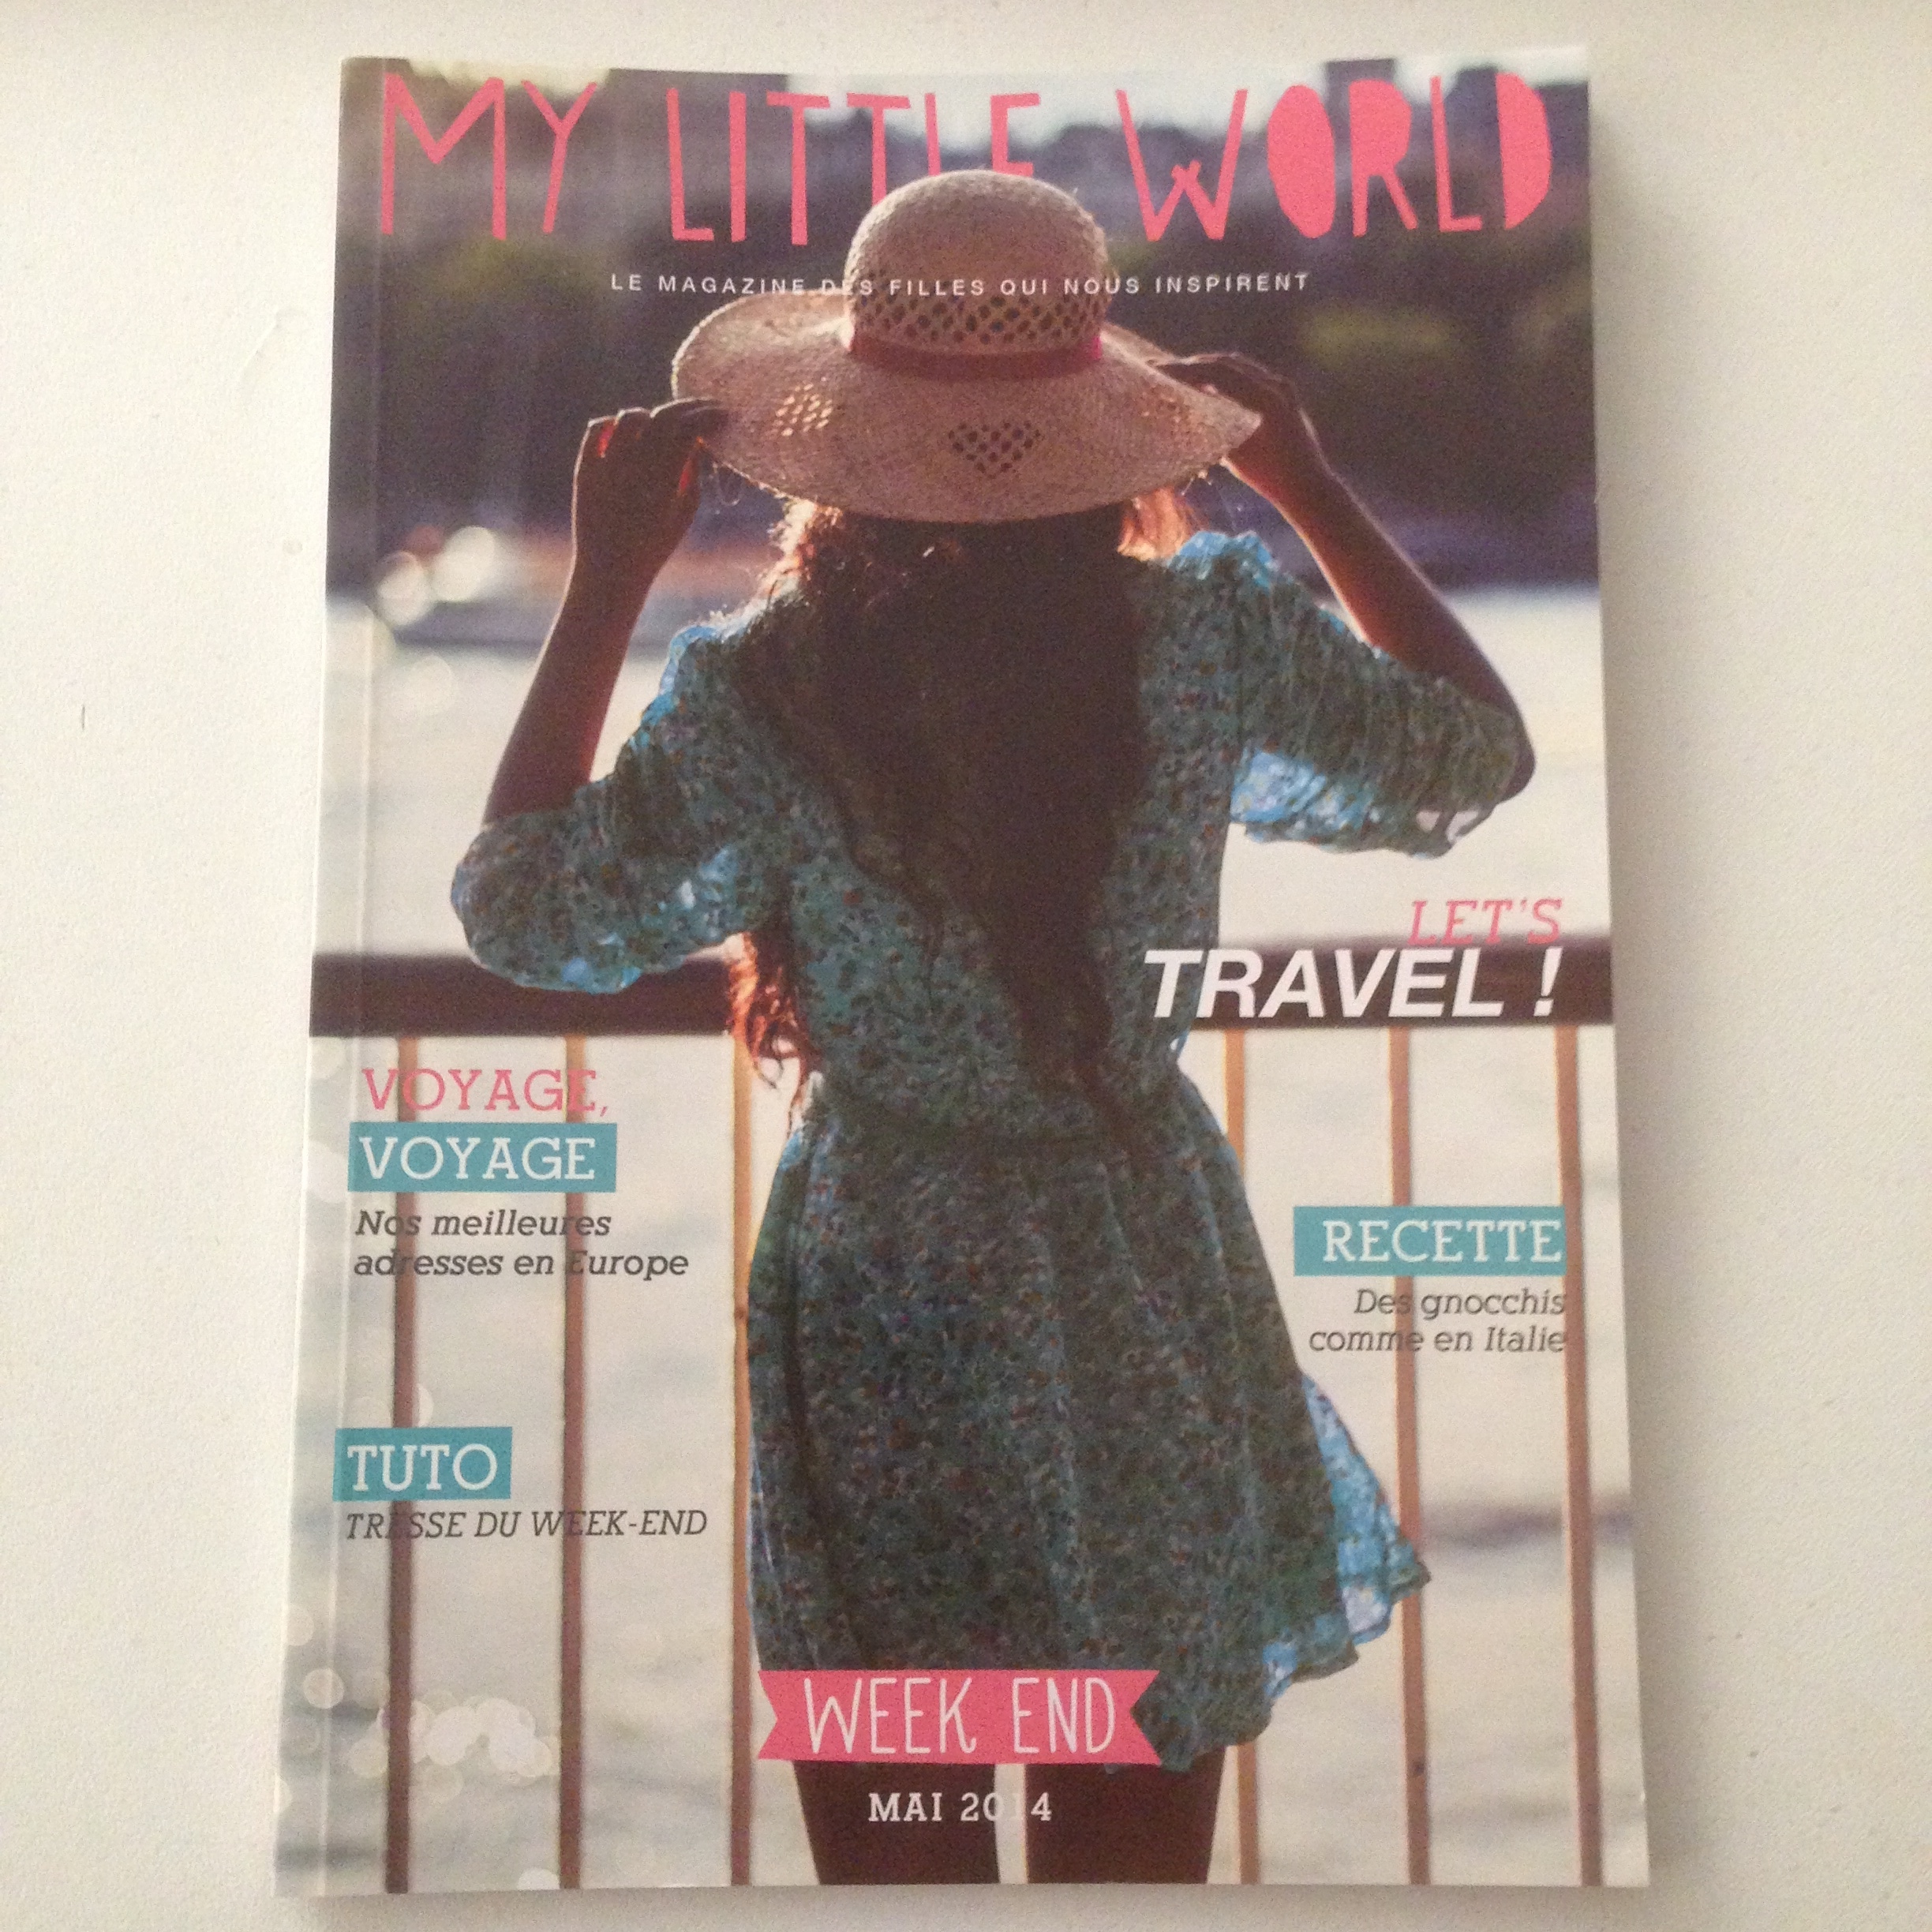 MY LITTLE WORLD
LE MAGAZINE DES FILLES QUI NOUS INSPIRENT
LET'S
TRAVEL !
VOYAGE,
VOYAGE
Nos meilleures
adresses en Europe
RECETTE
Des gnocchis
comme en Italie
TUTO
TRESSE DU WEEK-END
WEEK END
MAI 2014